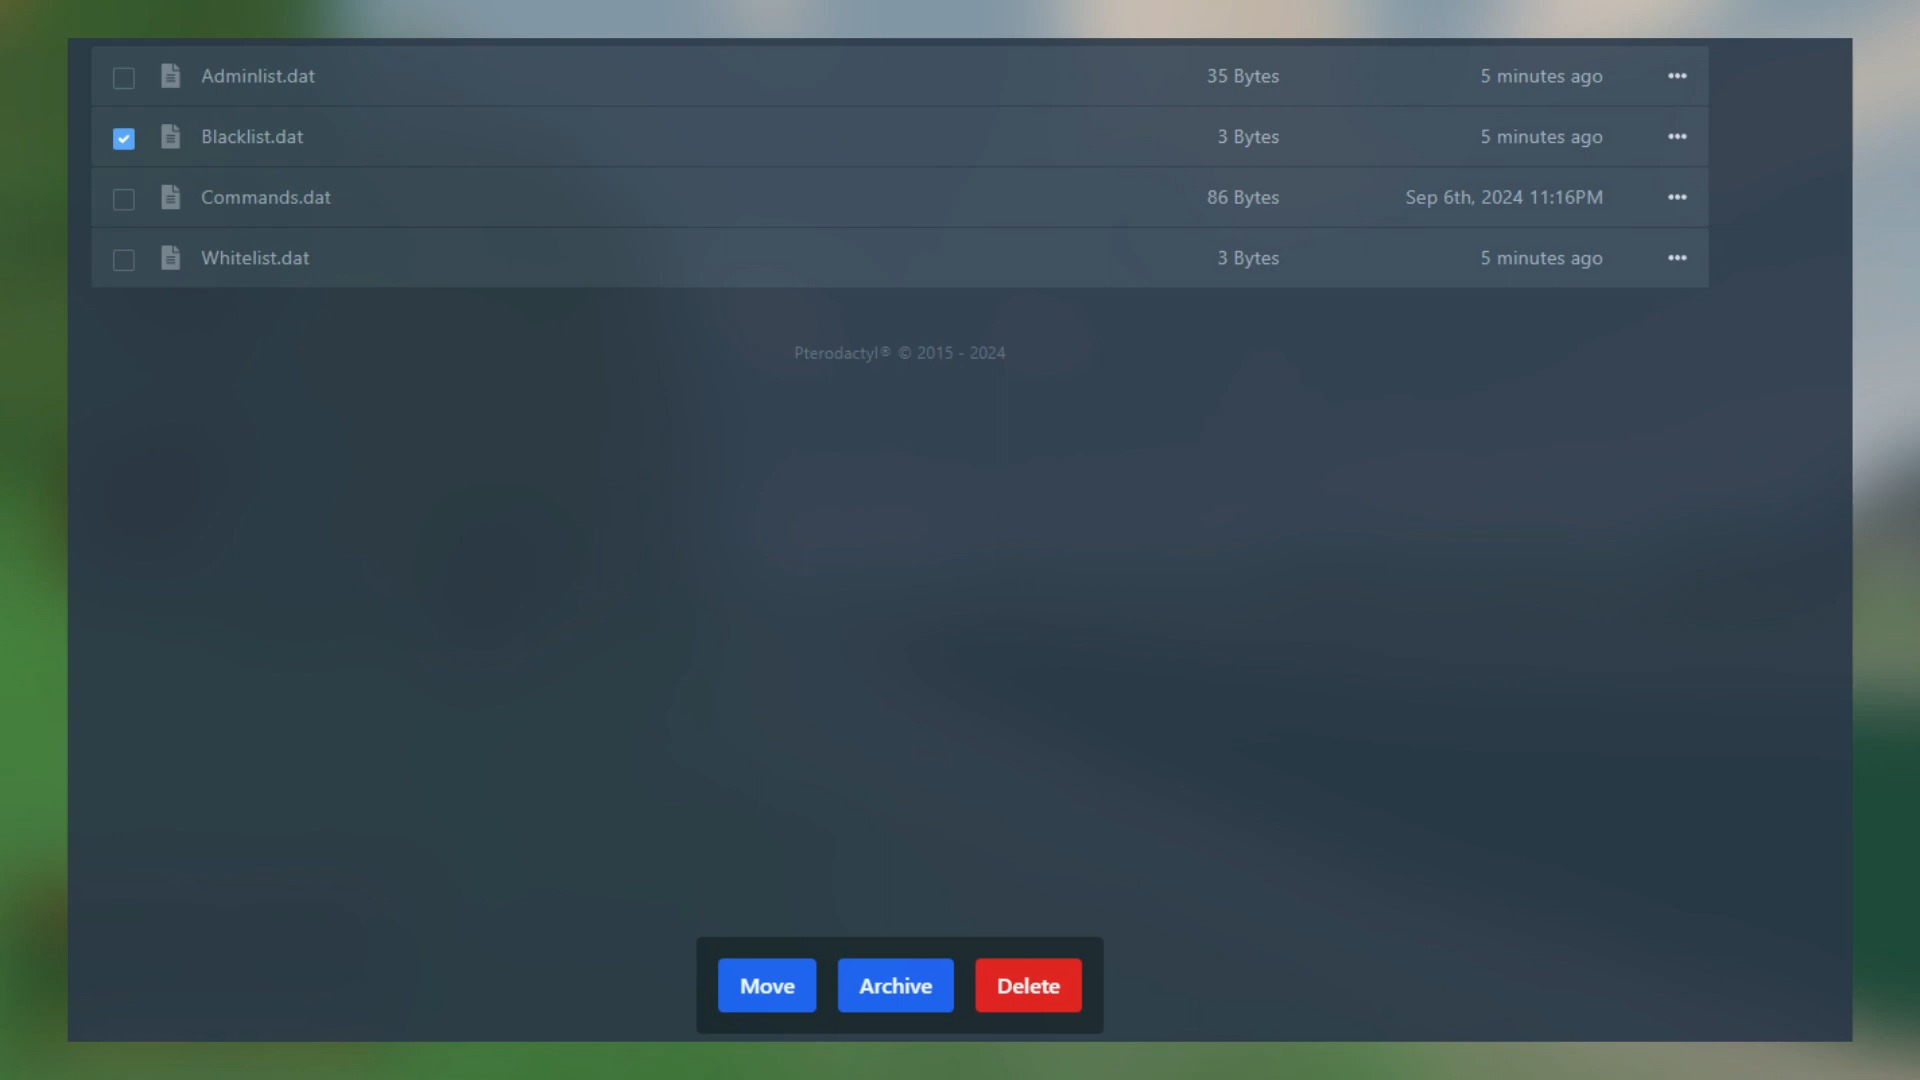 Adminlist.dat 35 Bytes 5 minutes ago
Blacklist.dat 3 Bytes 5 minutes ago
Commands.dat 86 Bytes Sep 6th, 2024 11:16PM
Whitelist.dat 3 Bytes 5 minutes ago
Pterodactyl® © 2015 - 2024
Move Archive Delete